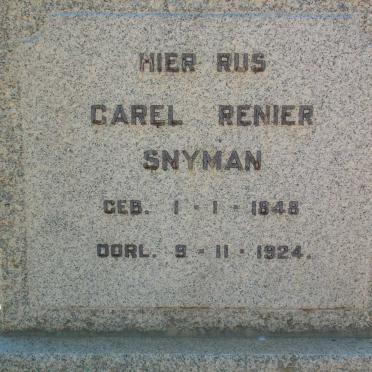 HIER RUS
CAREL RENIER
SNYMAN
GEB. 1 - 1 - 1848
OORL. 9 - 11 - 1924.